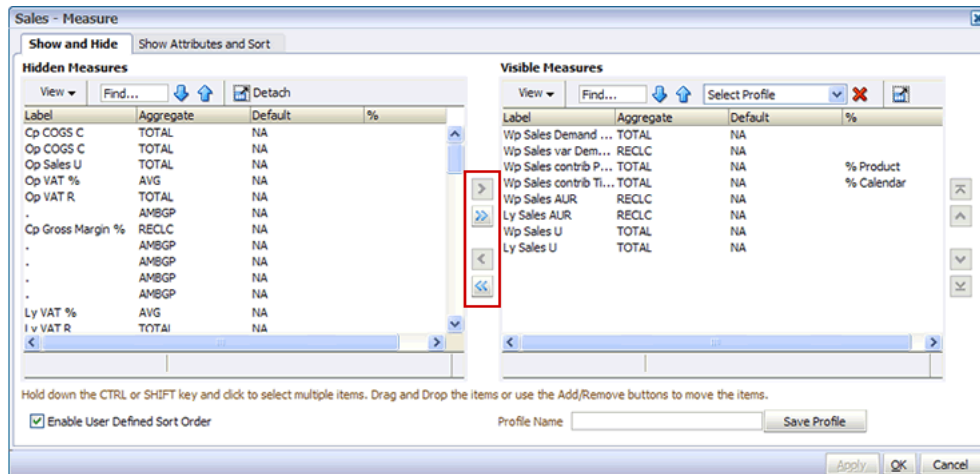 Sales - Measure
Show and Hide Show Attributes and Sort
Hidden Measures
View Find... Detach
Label Aggregate Default %
Cp COGS C TOTAL NA
Op COGS C TOTAL NA
Op Sales U TOTAL NA
Op VAT % AVG NA
Op VAT R TOTAL NA
. AMBGP NA
Cp Gross Margin % RECLC NA
. AMBGP NA
. AMBGP NA
. AMBGP NA
. AMBGP NA
Ly VAT % AVG NA
Ly VAT R TOTAL NA
Visible Measures
View Find... Select Profile
Label Aggregate Default %
Wp Sales Demand ... TOTAL NA
Wp Sales var Dem... RECLC NA
Wp Sales contrib P... TOTAL NA % Product
Wp Sales contrib Ti... TOTAL NA % Calendar
Wp Sales AUR RECLC NA
Ly Sales AUR RECLC NA
Wp Sales U TOTAL NA
Ly Sales U TOTAL NA
Hold down the CTRL or SHIFT key and click to select multiple items. Drag and Drop the items or use the Add/Remove buttons to move the items.
Enable User Defined Sort Order
Profile Name Save Profile
Apply OK Cancel